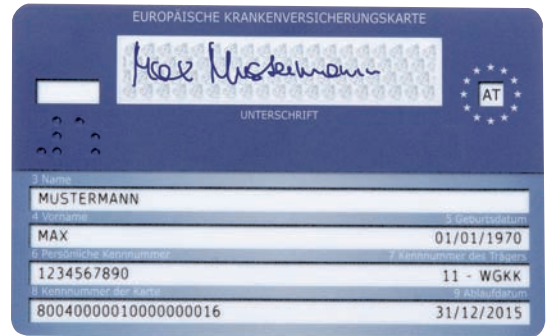 EUROPÄISCHE KRANKENVERSICHERUNGSKARTE
Max Mustermann
AT
UNTERSCHRIFT
3 Name
MUSTERMANN
4 Vorname 5 Geburtsdatum
MAX 01/01/1970
6 Persönliche Kennnummer 7 Kennnummer des Trägers
1234567890 11 - WGKK
8 Kennnummer der Karte 9 Ablaufdatum
80040000010000000016 31/12/2015